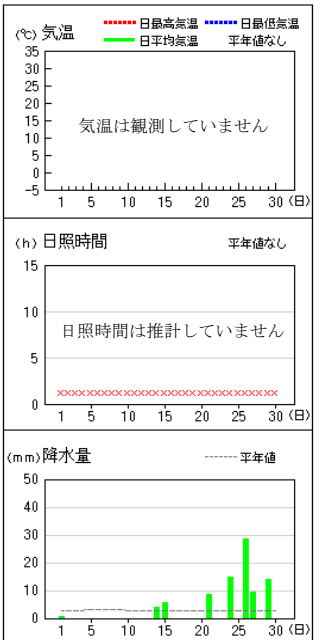 (℃) 気温 日最高気温 日最低気温
日平均気温 平年値なし
35
30
25
20
15
10
5
0
-5
気温は観測していません
1 5 10 15 20 25 30 (日)
(h) 日照時間 平年値なし
15
10
5
0
日照時間は推計していません
1 5 10 15 20 25 30 (日)
(mm) 降水量 平年値
50
40
30
20
10
0
1 5 10 15 20 25 30 (日)